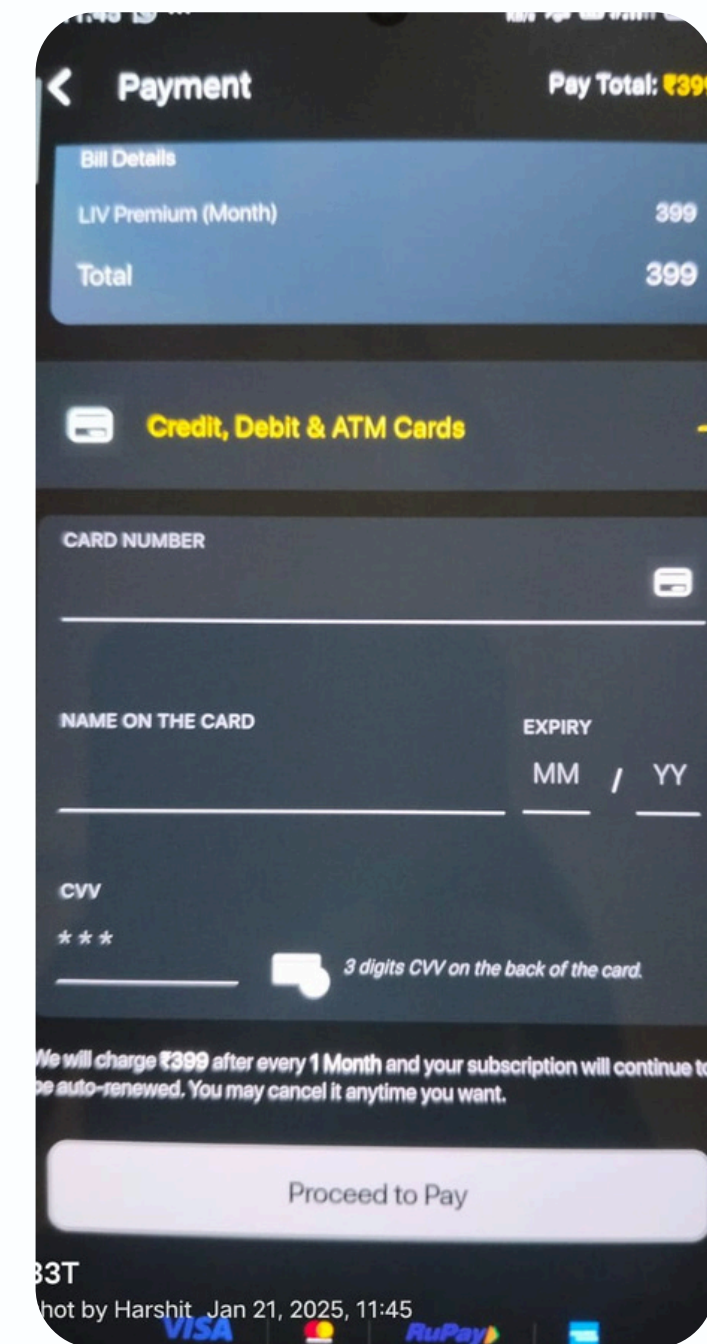 Payment
Pay Total: ₹399
Bill Details
LIV Premium (Month) 399
Total 399
Credit, Debit & ATM Cards
CARD NUMBER
NAME ON THE CARD
EXPIRY
MM / YY
CVV
***
3 digits CVV on the back of the card.
We will charge ₹399 after every 1 Month and your subscription will continue to
be auto-renewed. You may cancel it anytime you want.
Proceed to Pay
33T
hot by Harshit Jan 21, 2025, 11:45
VISA
RuPay